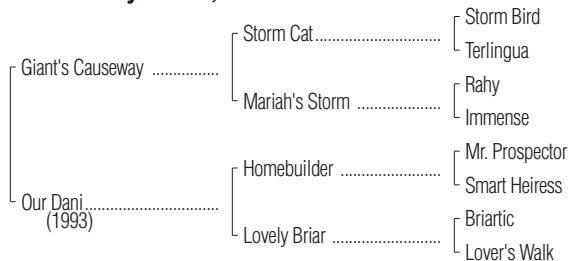 Storm Bird
Storm Cat....................
Terlingua
Giant's Causeway ................
Rahy
Mariah's Storm ....................
Immense
Mr. Prospector
Homebuilder ........................
Smart Heiress
Our Dani................................
(1993)
Briartic
Lovely Briar ..........................
Lover's Walk